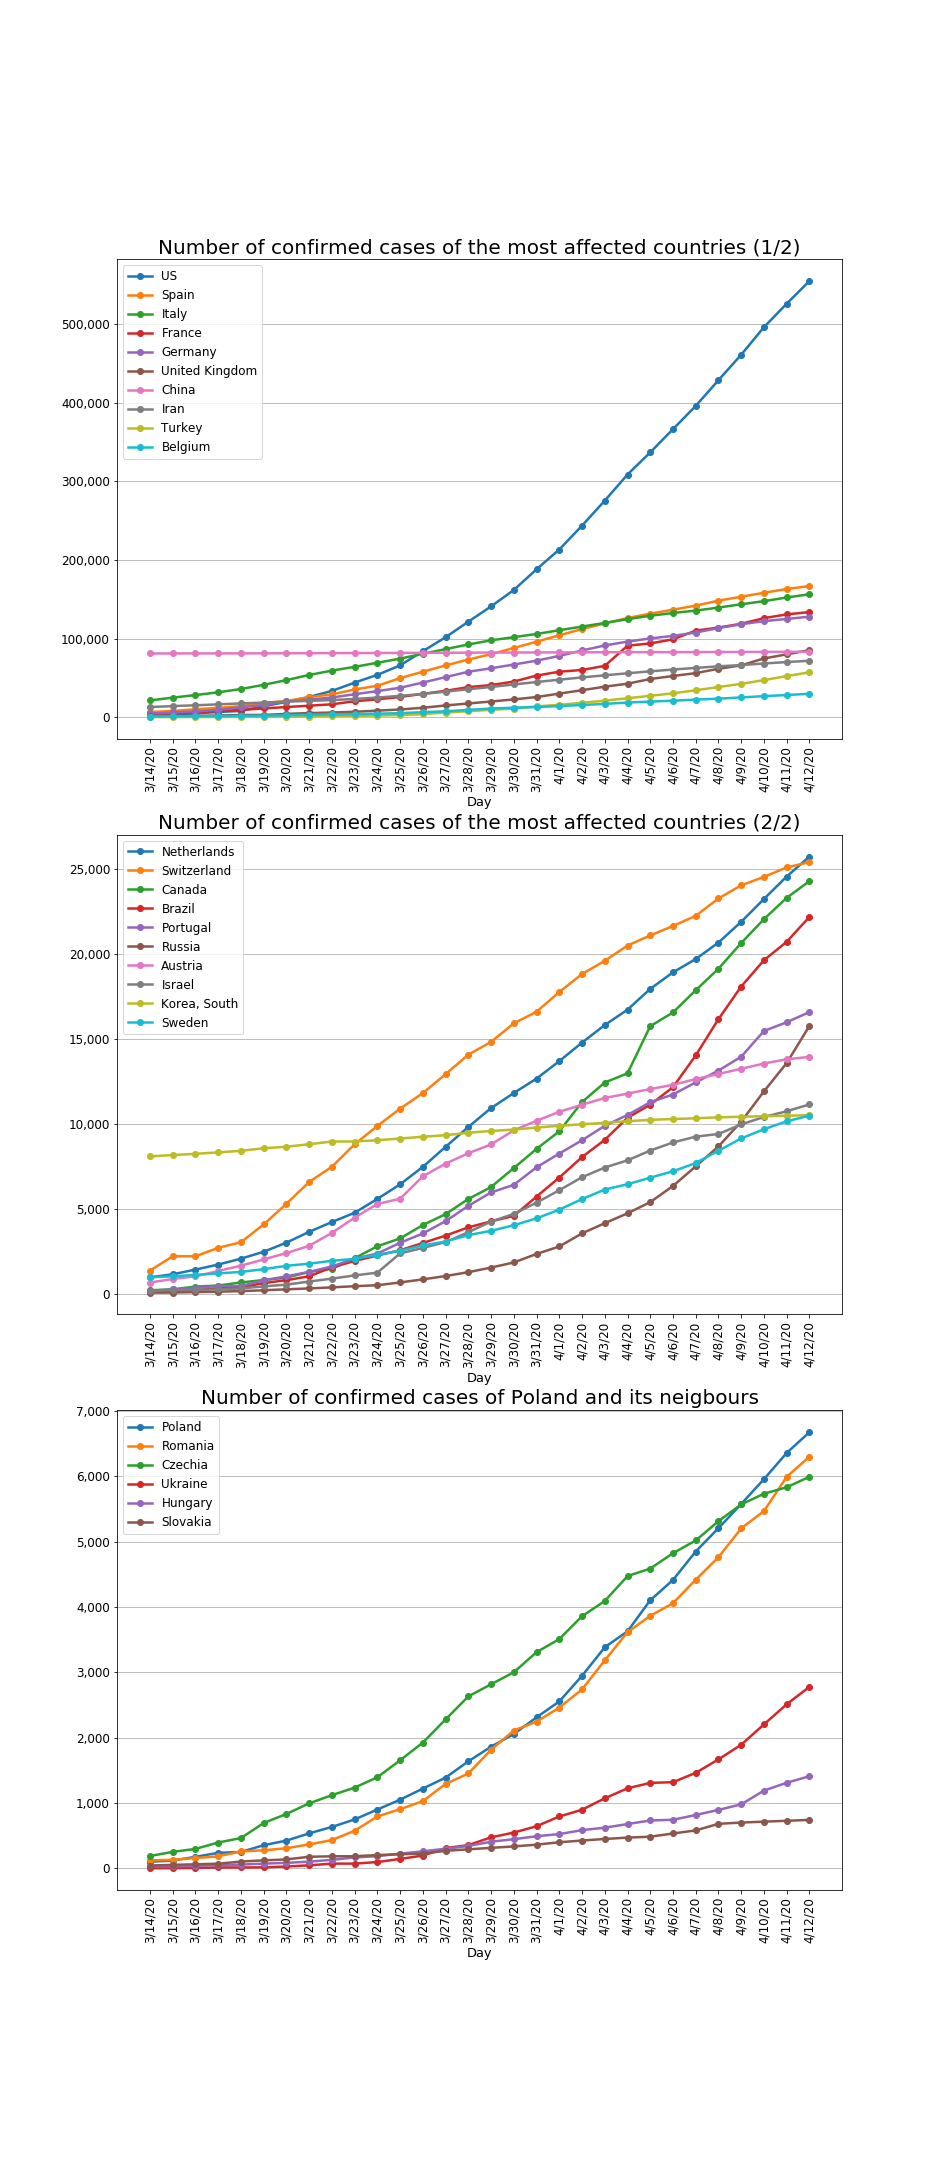 Number of confirmed cases of the most affected countries (1/2)
US
Spain
Italy
France
Germany
United Kingdom
China
Iran
Turkey
Belgium
500,000
400,000
300,000
200,000
100,000
0
3/14/20 3/15/20 3/16/20 3/17/20 3/18/20 3/19/20 3/20/20 3/21/20 3/22/20 3/23/20 3/24/20 3/25/20 3/26/20 3/27/20 3/28/20 3/29/20 3/30/20 3/31/20 4/1/20 4/2/20 4/3/20 4/4/20 4/5/20 4/6/20 4/7/20 4/8/20 4/9/20 4/10/20 4/11/20 4/12/20
Day
Number of confirmed cases of the most affected countries (2/2)
Netherlands
Switzerland
Canada
Brazil
Portugal
Russia
Austria
Israel
Korea, South
Sweden
25,000
20,000
15,000
10,000
5,000
0
3/14/20 3/15/20 3/16/20 3/17/20 3/18/20 3/19/20 3/20/20 3/21/20 3/22/20 3/23/20 3/24/20 3/25/20 3/26/20 3/27/20 3/28/20 3/29/20 3/30/20 3/31/20 4/1/20 4/2/20 4/3/20 4/4/20 4/5/20 4/6/20 4/7/20 4/8/20 4/9/20 4/10/20 4/11/20 4/12/20
Day
Number of confirmed cases of Poland and its neigbours
Poland
Romania
Czechia
Ukraine
Hungary
Slovakia
7,000
6,000
5,000
4,000
3,000
2,000
1,000
0
3/14/20 3/15/20 3/16/20 3/17/20 3/18/20 3/19/20 3/20/20 3/21/20 3/22/20 3/23/20 3/24/20 3/25/20 3/26/20 3/27/20 3/28/20 3/29/20 3/30/20 3/31/20 4/1/20 4/2/20 4/3/20 4/4/20 4/5/20 4/6/20 4/7/20 4/8/20 4/9/20 4/10/20 4/11/20 4/12/20
Day